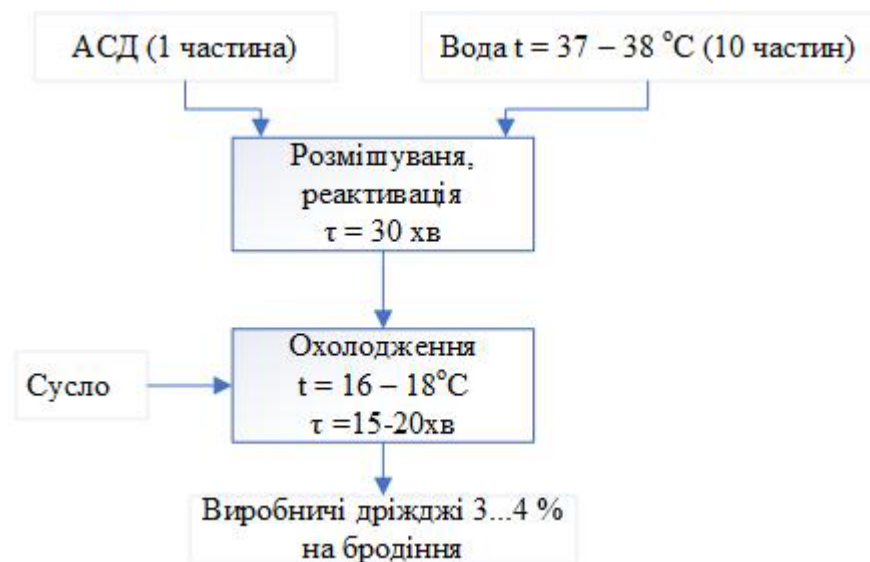 АСД (1 частина)
Вода t = 37 – 38 °С (10 частин)
Розмішуваня,
реактивація
τ = 30 хв
Охолодження
t = 16 – 18°С
τ =15-20хв
Сусло
Виробничі дріжджі 3...4 %
на бродіння